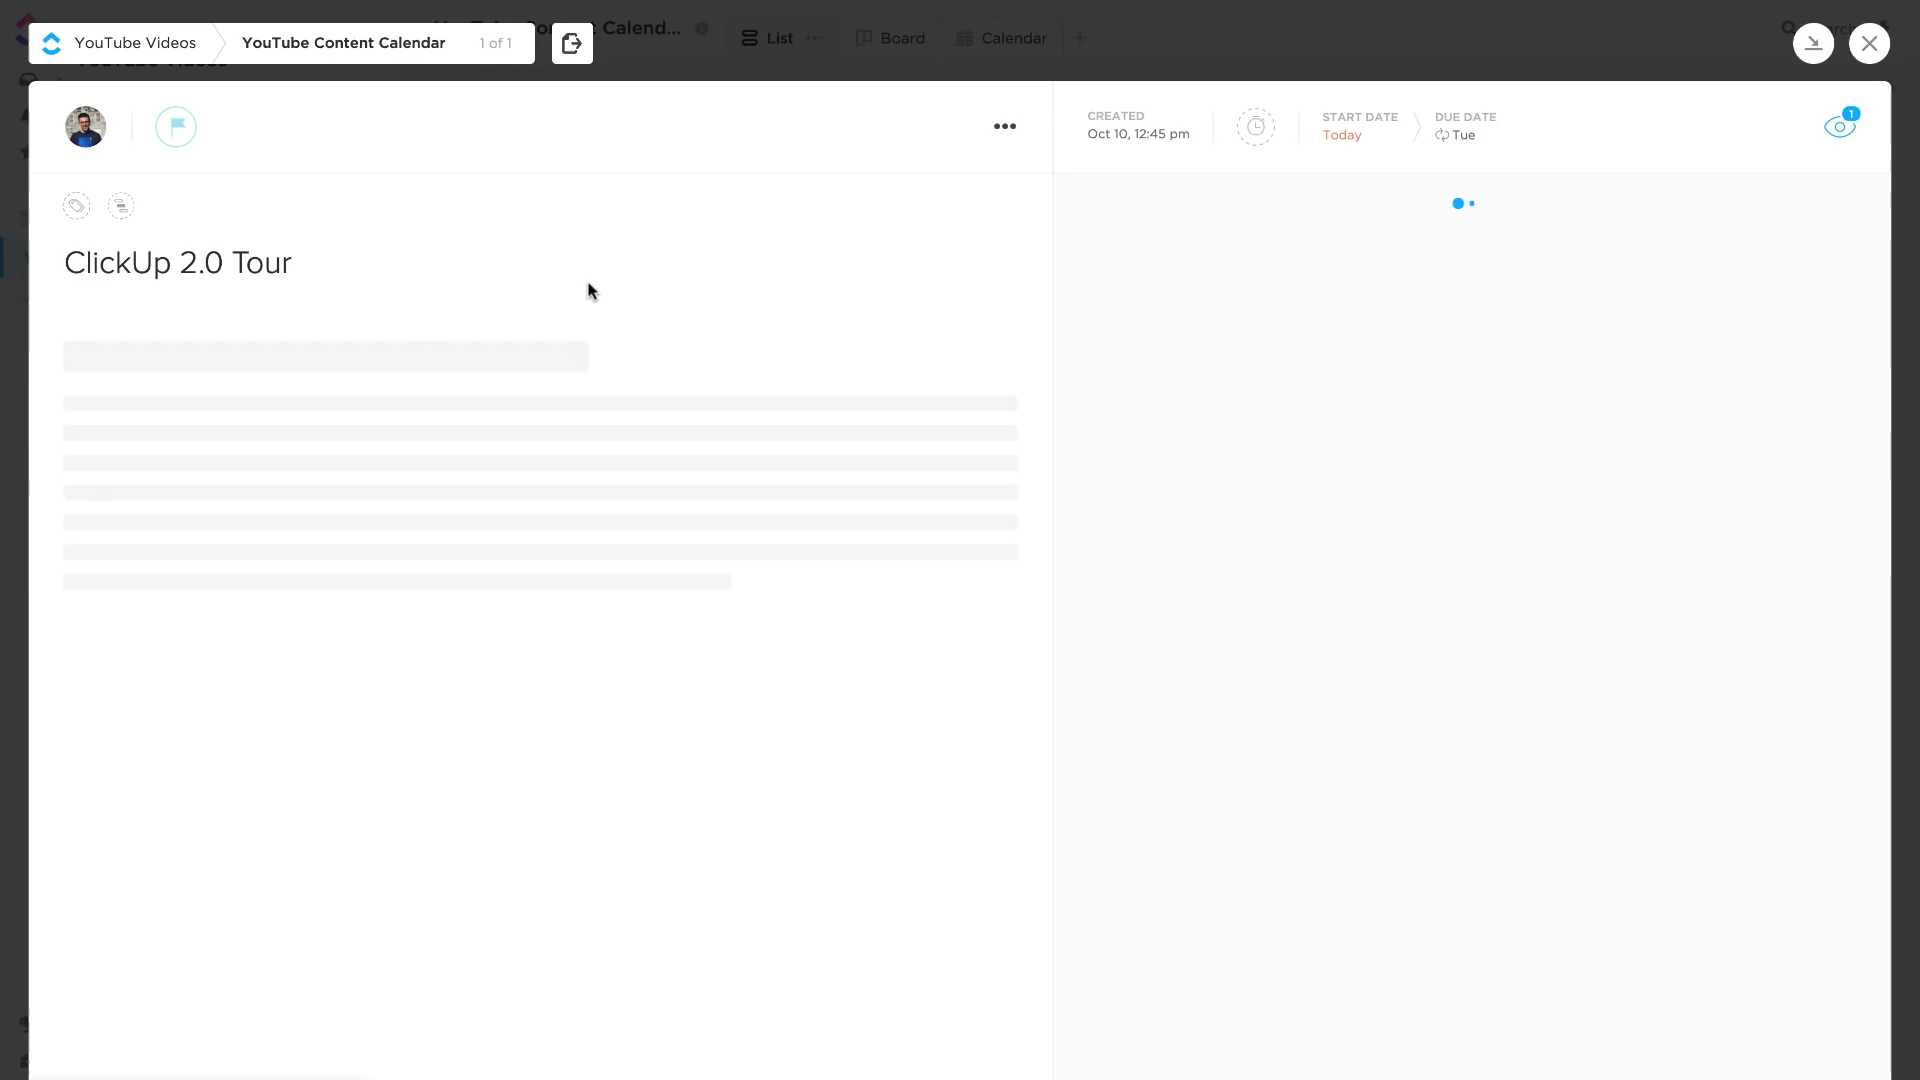 YouTube Videos
YouTube Content Calendar
1 of 1
Calend...
List
Board
Calendar
CREATED
Oct 10, 12:45 pm
START DATE
Today
DUE DATE
Tue
1
ClickUp 2.0 Tour